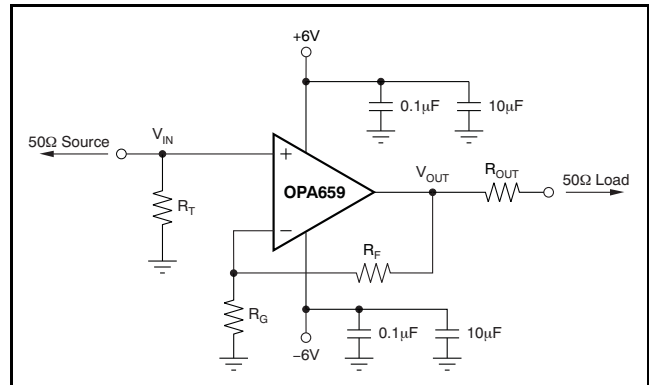 +6V
0.1μF
10μF
50Ω Source
V_IN
+
V_OUT
R_OUT
50Ω Load
OPA659
R_T
−
R_F
R_G
0.1μF
10μF
−6V